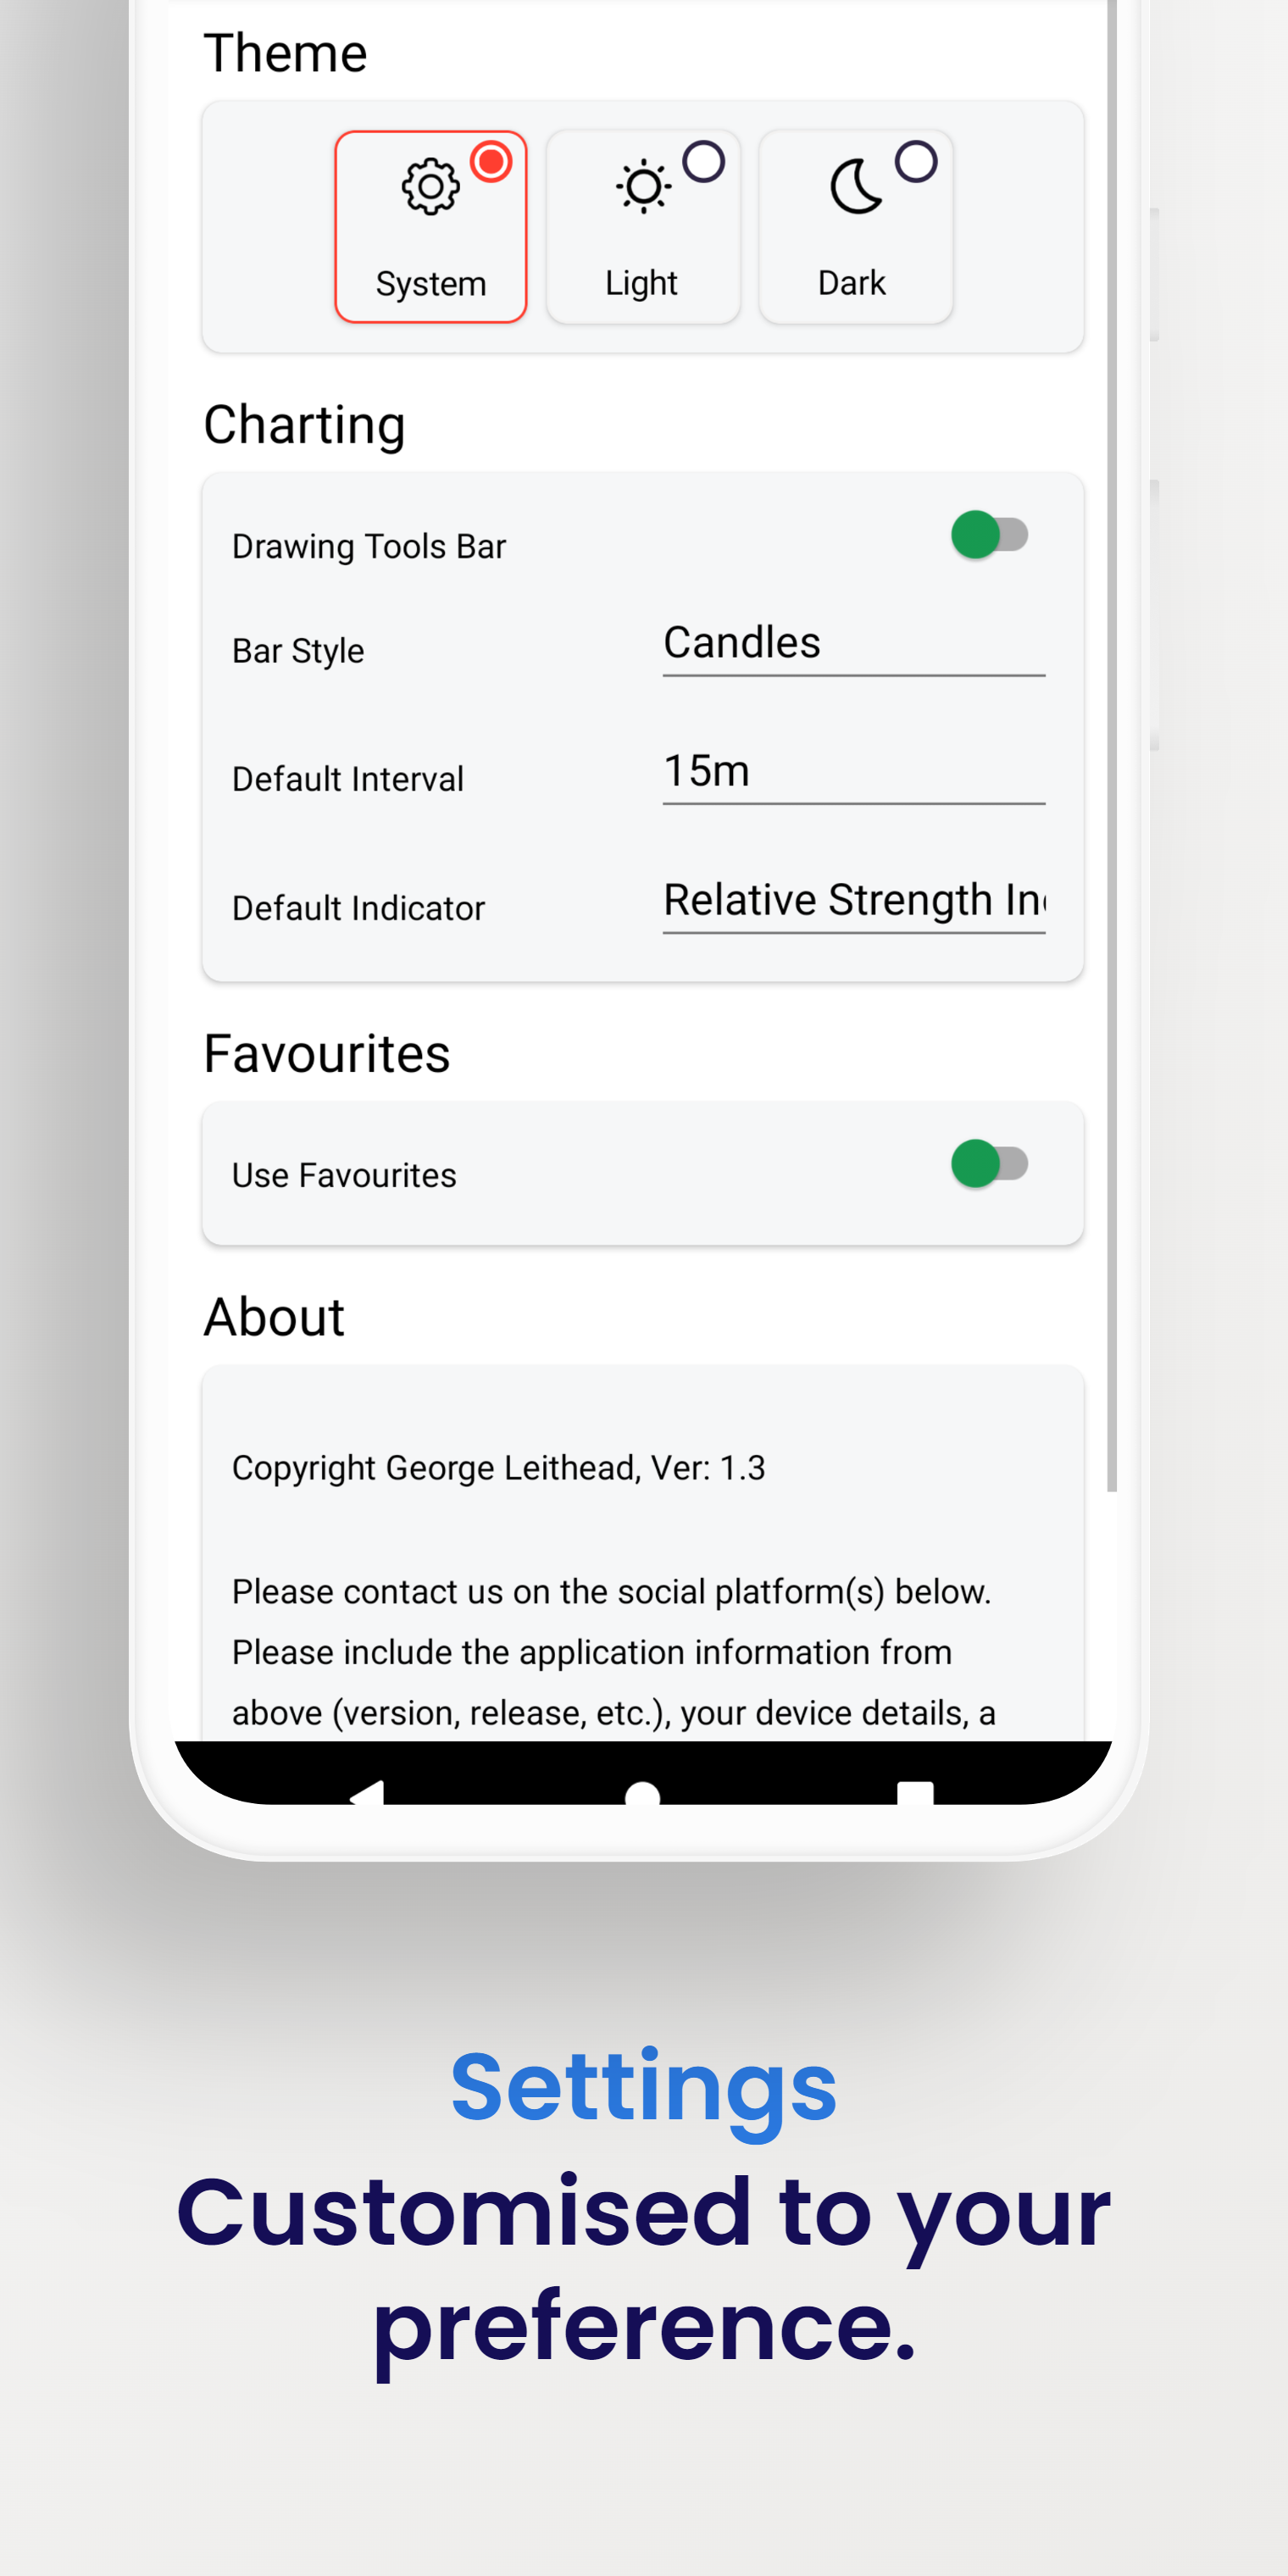 Theme
System
Light
Dark
Charting
Drawing Tools Bar
Bar Style
Candles
Default Interval
15m
Default Indicator
Relative Strength
Favourites
Use Favourites
About
Copyright George Leithead, Ver: 1.3
Please contact us on the social platform(s) below.
Please include the application information from
above (version, release, etc.), your device details, a
Settings
Customised to your
preference.